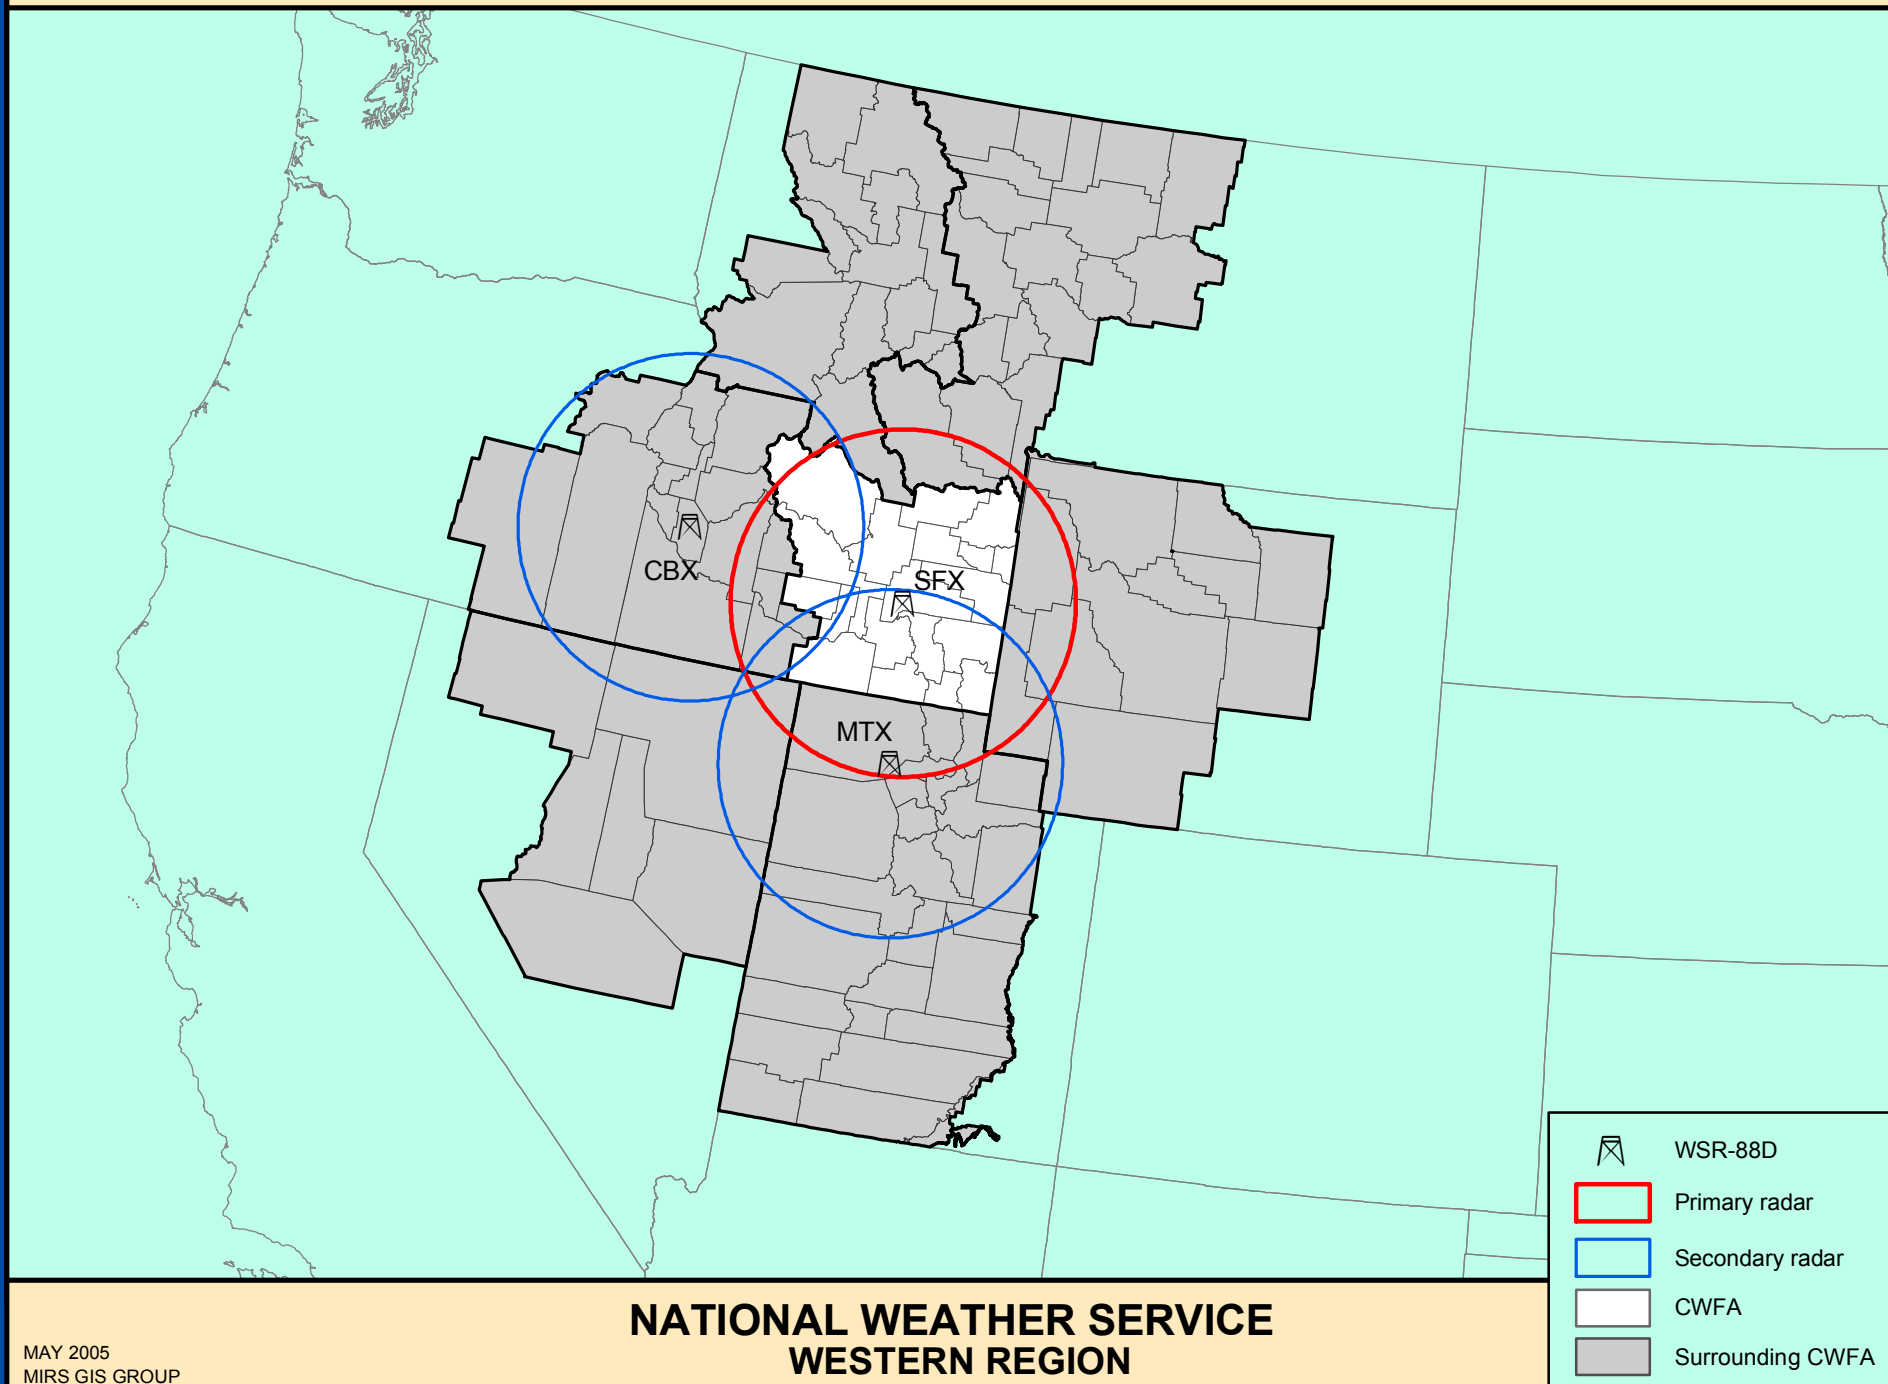 CBX
SFX
MTX
WSR-88D
Primary radar
Secondary radar
CWFA
Surrounding CWFA
NATIONAL WEATHER SERVICE
WESTERN REGION
MAY 2005
MIRS GIS GROUP